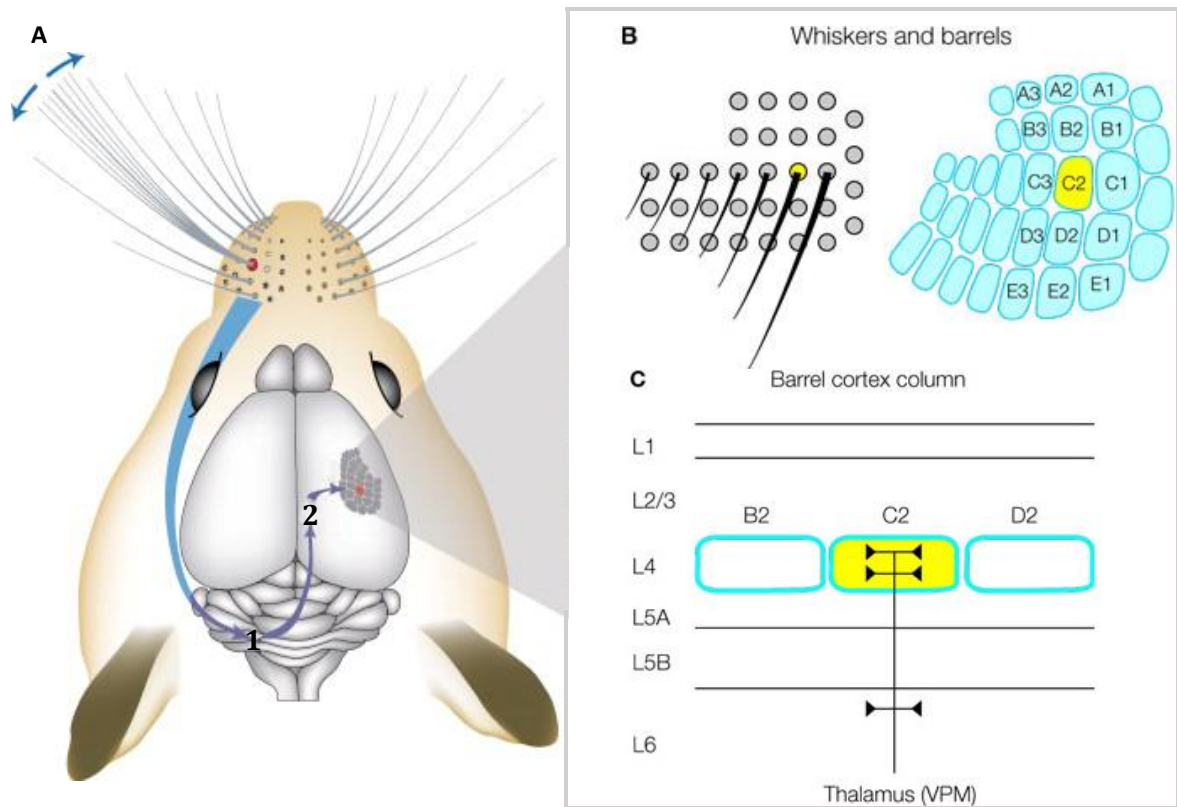 A
1
2
B
Whiskers and barrels
A3 A2 A1
B3 B2 B1
C3 C2 C1
D3 D2 D1
E3 E2 E1
C
Barrel cortex column
L1
L2/3
B2 C2 D2
L4
L5A
L5B
L6
Thalamus (VPM)